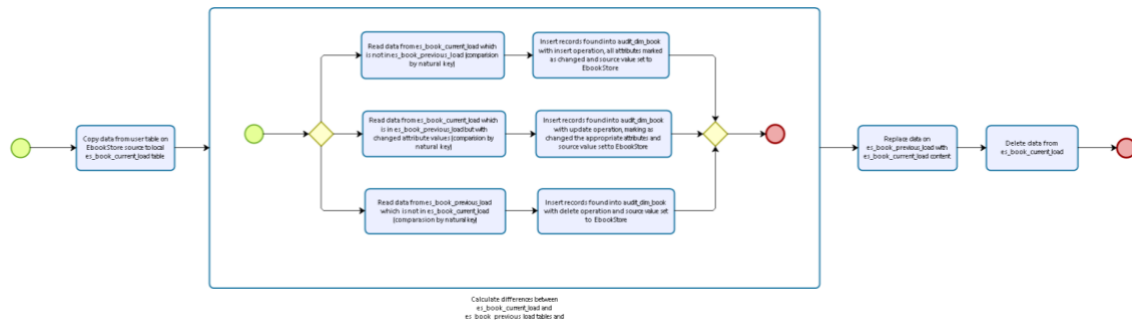 Copy data from user table on
EbookStore source to local
es_book_current_load table
Read data from es_book_current_load which
is not in es_book_previous_load (comparsion
by natural key)
Insert records found into audit_dim_book
with insert operation, all attributes marked
as changed and source value set to
EbookStore
Read data from es_book_current_load which
is in es_book_previous_load but with
changed attribute values (comparsion by
natural key)
Insert records found into audit_dim_book
with update operation, marking as
changed the appropriate attributes and
source value set to EbookStore
Read data from es_book_previous_load
which is not in es_book_current_load
(comparasion by natural key)
Insert records found into audit_dim_book
with delete operation and source value set
to EbookStore
Replace data on
es_book_previous_load with
es_book_current_load content
Delete data from
es_book_current_load
Calculate differences between
es_book_current_load and
es_book_previous_load tables and